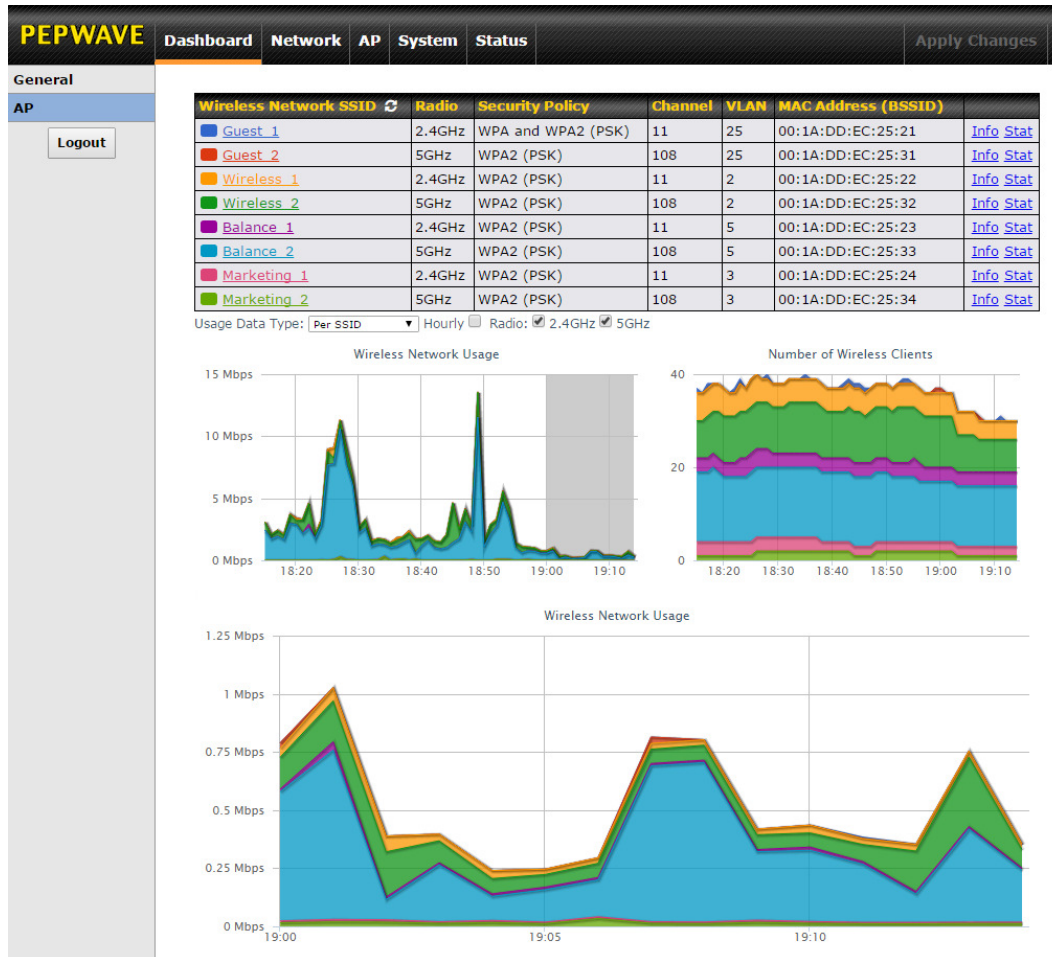 PEPWAVE
Dashboard Network AP System Status Apply Changes
General
AP
Logout
Wireless Network SSID Radio Security Policy Channel VLAN MAC Address (BSSID)
Guest_1 2.4GHz WPA and WPA2 (PSK) 11 25 00:1A:DD:EC:25:21 Info Stat
Guest_2 5GHz WPA2 (PSK) 108 25 00:1A:DD:EC:25:31 Info Stat
Wireless_1 2.4GHz WPA2 (PSK) 11 2 00:1A:DD:EC:25:22 Info Stat
Wireless_2 5GHz WPA2 (PSK) 108 2 00:1A:DD:EC:25:32 Info Stat
Balance_1 2.4GHz WPA2 (PSK) 11 5 00:1A:DD:EC:25:23 Info Stat
Balance_2 5GHz WPA2 (PSK) 108 5 00:1A:DD:EC:25:33 Info Stat
Marketing_1 2.4GHz WPA2 (PSK) 11 3 00:1A:DD:EC:25:24 Info Stat
Marketing_2 5GHz WPA2 (PSK) 108 3 00:1A:DD:EC:25:34 Info Stat
Usage Data Type: Per SSID Hourly Radio: 2.4GHz 5GHz
Wireless Network Usage
15 Mbps
10 Mbps
5 Mbps
0 Mbps
18:20 18:30 18:40 18:50 19:00 19:10
Number of Wireless Clients
40
20
0
18:20 18:30 18:40 18:50 19:00 19:10
Wireless Network Usage
1.25 Mbps
1 Mbps
0.75 Mbps
0.5 Mbps
0.25 Mbps
0 Mbps
19:00 19:05 19:10